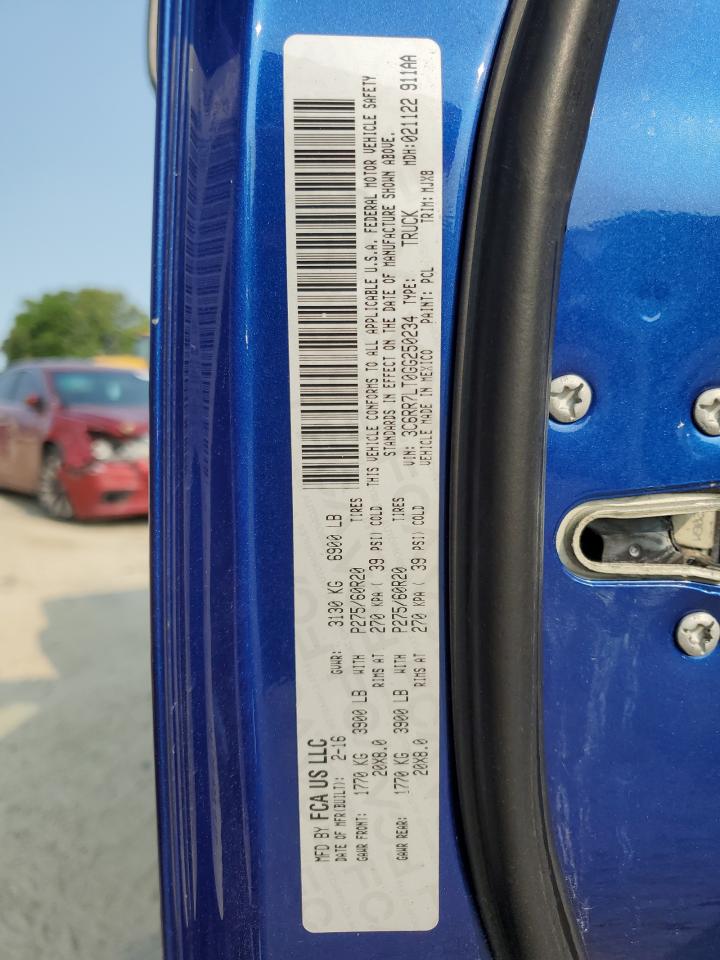 MFD BY FCA US LLC
DATE OF MFR(BUILT): 2-16 GVWR: 3130 KG 6900 LB
GAWR FRONT: 1770 KG 3900 LB WITH P275/60R20 TIRES
20X8.0 RIMS AT 270 KPA ( 39 PSI) COLD
GAWR REAR: 1770 KG 3900 LB WITH P275/60R20 TIRES
20X8.0 RIMS AT 270 KPA ( 39 PSI) COLD
THIS VEHICLE CONFORMS TO ALL APPLICABLE U.S.A. FEDERAL MOTOR VEHICLE SAFETY
STANDARDS IN EFFECT ON THE DATE OF MANUFACTURE SHOWN ABOVE.
VIN: 3C6RR7LT0GG250234 TYPE: TRUCK MDH: 021122 911AA
VEHICLE MADE IN MEXICO PAINT: PCL TRIM: MJX8